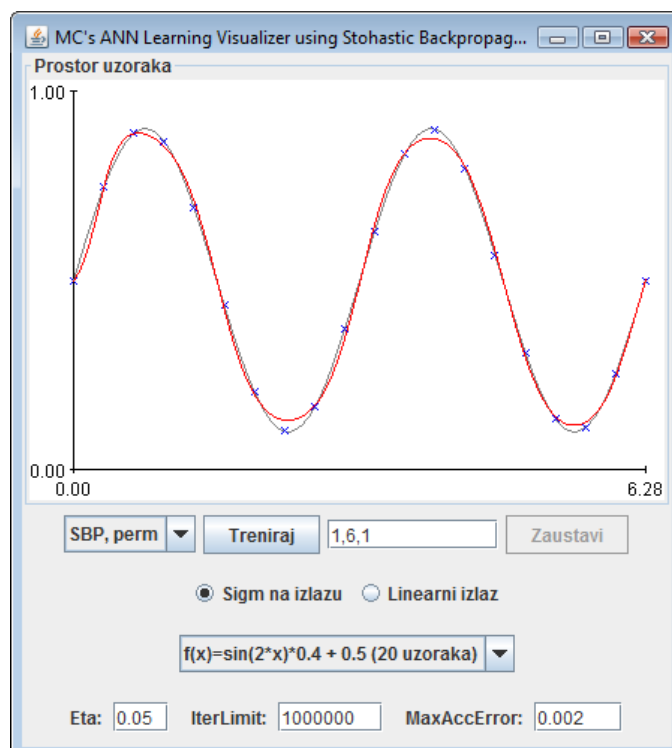 MC's ANN Learning Visualizer using Stohastic Backpropag...
Prostor uzoraka
1.00
0.00
0.00 6.28
SBP, perm Treniraj 1,6,1 Zaustavi
Sigm na izlazu Linearni izlaz
f(x)=sin(2*x)*0.4 + 0.5 (20 uzoraka)
Eta: 0.05 IterLimit: 1000000 MaxAccError: 0.002